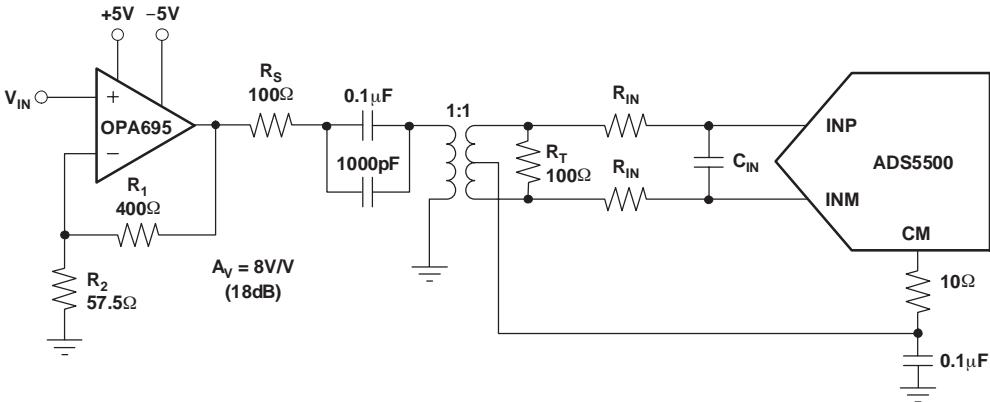 +5V −5V
V_IN
+
OPA695
−
R_S
100Ω
0.1μF
1000pF
1:1
R_T
100Ω
R_IN
R_IN
C_IN
INP
ADS5500
INM
CM
R_1
400Ω
R_2
57.5Ω
A_V = 8V/V
(18dB)
10Ω
0.1μF